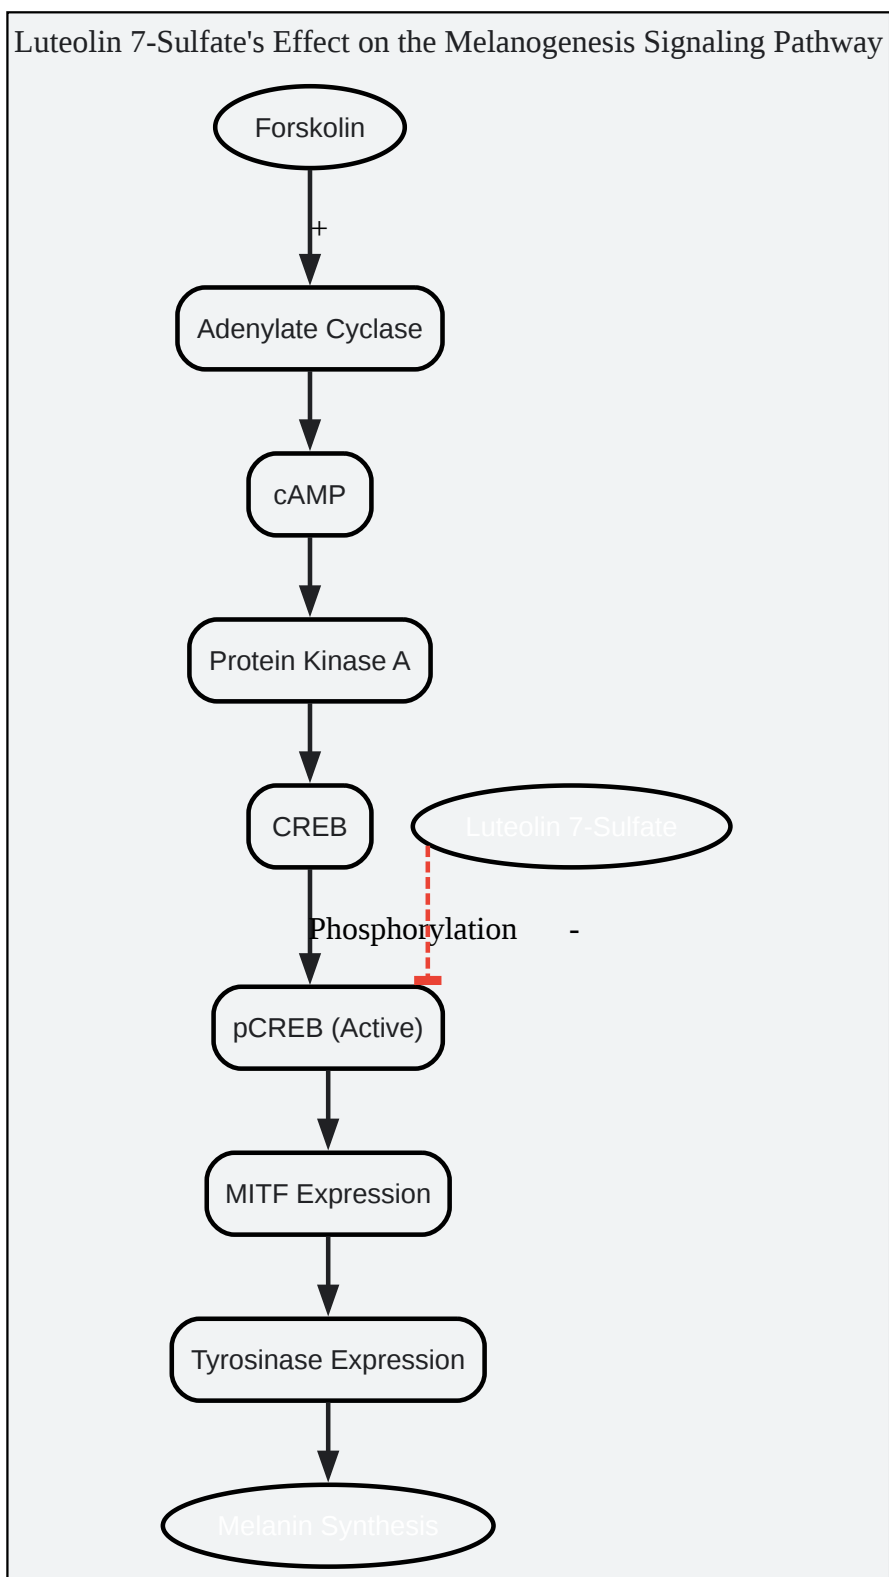 Luteolin 7-Sulfate's Effect on the Melanogenesis Signaling Pathway
Forskolin
+
Adenylate Cyclase
cAMP
Protein Kinase A
CREB
Luteolin 7-Sulfate
Phosphorylation
-
pCREB (Active)
MITF Expression
Tyrosinase Expression
Melanin Synthesis